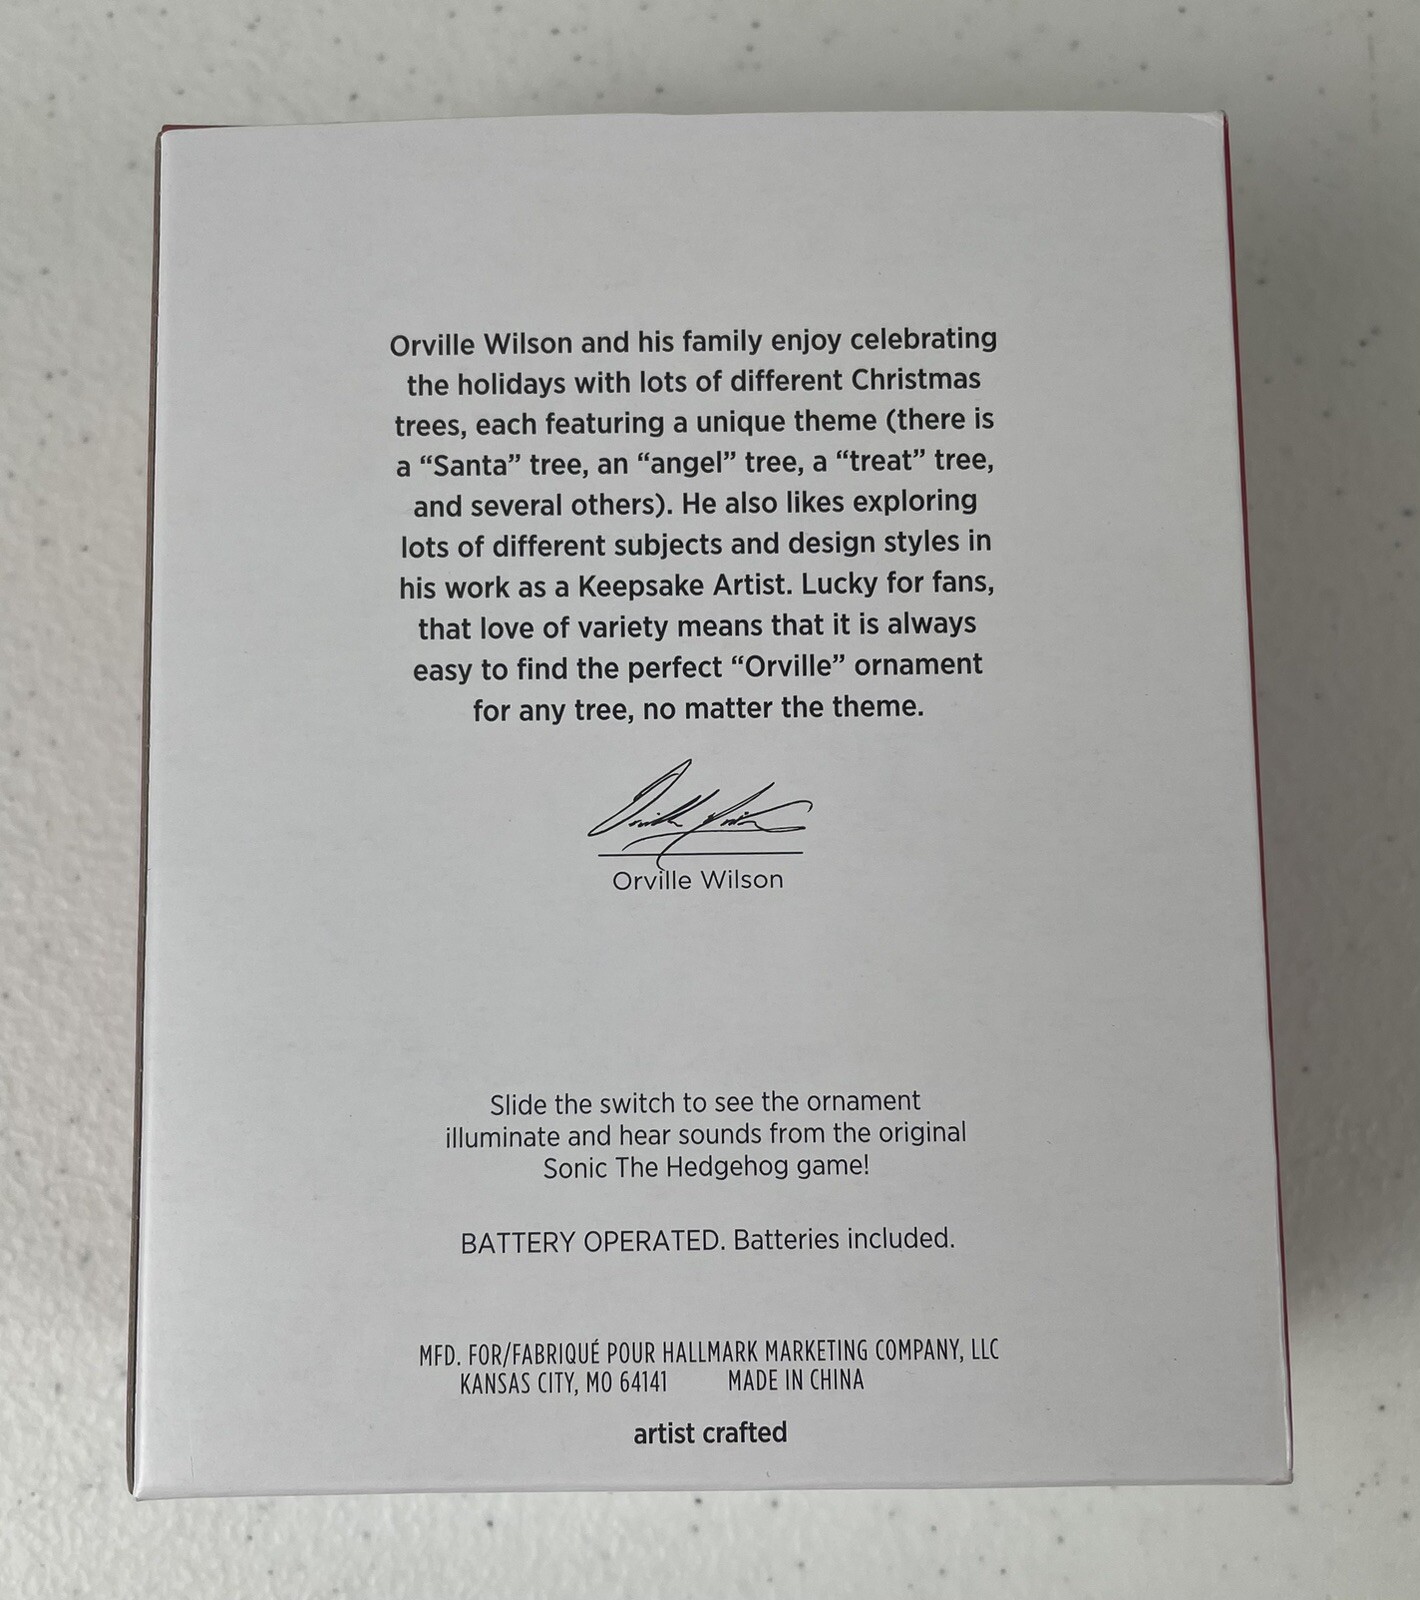 Orville Wilson and his family enjoy celebrating
the holidays with lots of different Christmas
trees, each featuring a unique theme (there is
a “Santa” tree, an “angel” tree, a “treat” tree,
and several others). He also likes exploring
lots of different subjects and design styles in
his work as a Keepsake Artist. Lucky for fans,
that love of variety means that it is always
easy to find the perfect “Orville” ornament
for any tree, no matter the theme.
Orville Wilson
Orville Wilson
Slide the switch to see the ornament
illuminate and hear sounds from the original
Sonic The Hedgehog game!
BATTERY OPERATED. Batteries included.
MFD. FOR/FABRIQUÉ POUR HALLMARK MARKETING COMPANY, LLC
KANSAS CITY, MO 64141 MADE IN CHINA
artist crafted